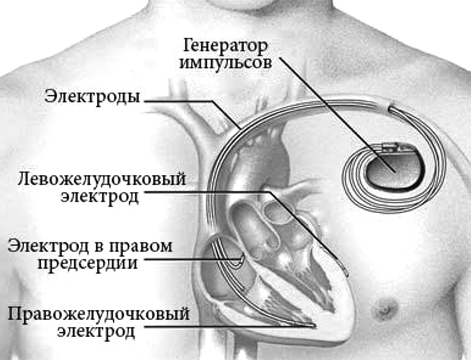 Генератор
импульсов
Электроды
Левожелудочковый
электрод
Электрод в правом
предсердии
Правожелудочковый
электрод